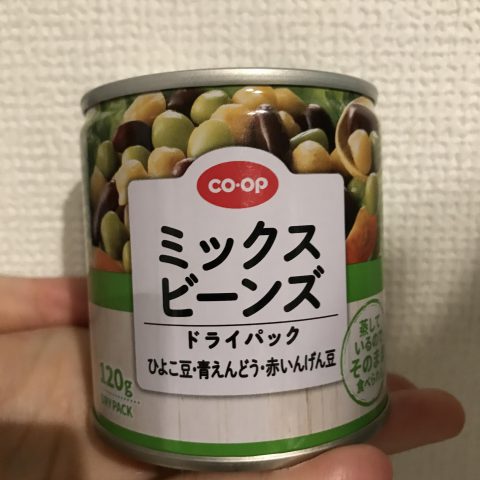 CO·OP
ミックス
ビーンズ
ドライパック
ひよこ豆・青えんどう・赤いんげん豆
120g
DRY PACK
蒸して
いるので
そのまま
食べられ